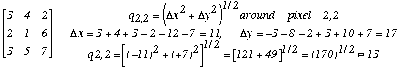 [3 4 2
2 1 6
3 5 7]
q₂,₂ = (Δx² + Δy²)^1/2 around pixel 2,2
Δx = 3 + 4 + 3 − 2 − 12 − 7 = 11, Δy = −3 − 8 − 2 + 3 + 10 + 7 = 17
q2,2 = [(−11)² + (+7)²]^1/2 = [121 + 49]^1/2 = (170)^1/2 ≈ 13